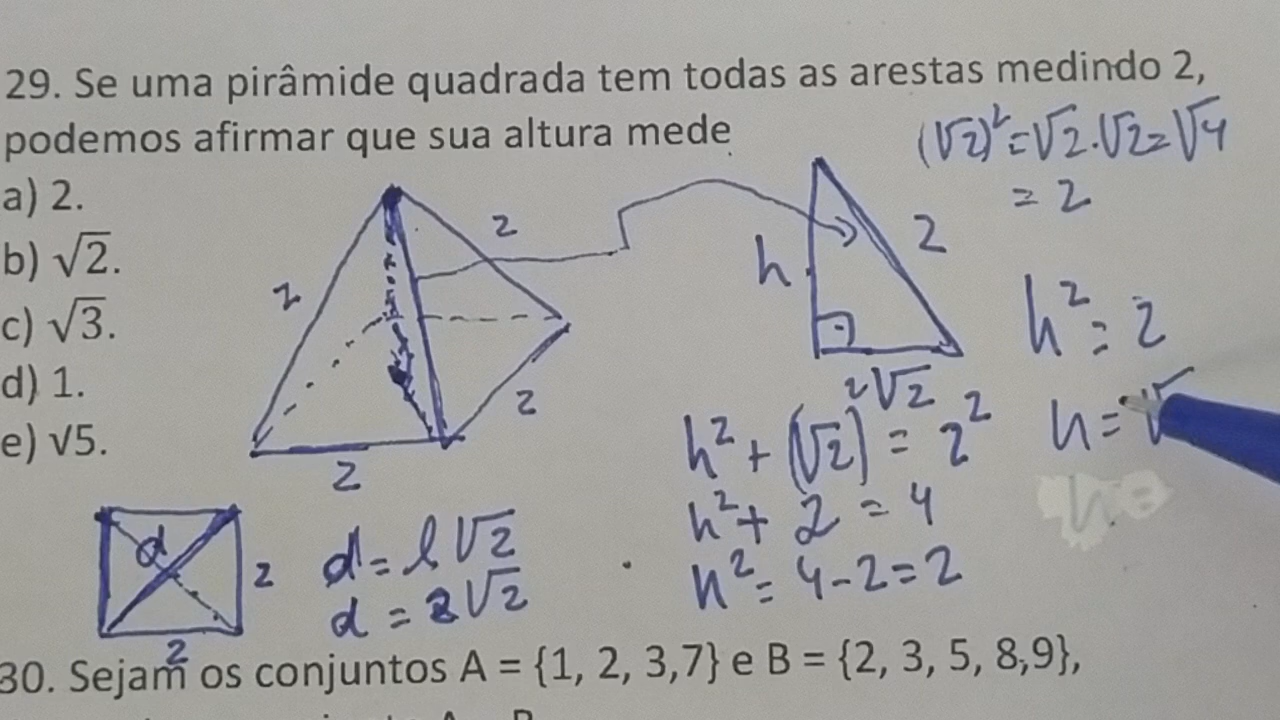 29. Se uma pirâmide quadrada tem todas as arestas medindo 2,
podemos afirmar que sua altura mede
a) 2.
b) √2.
c) √3.
d) 1.
e) √5.
2
2
2
2
h
2
√2
(√2)² = √2.√2 = √4
= 2
h² + (√2) = 2²
h² + 2 = 4
h² = 4-2 = 2
h² = 2
h = √
d
2
2
d = l√2
d = 2√2
30. Sejam os conjuntos A = {1, 2, 3,7} e B = {2, 3, 5, 8,9},